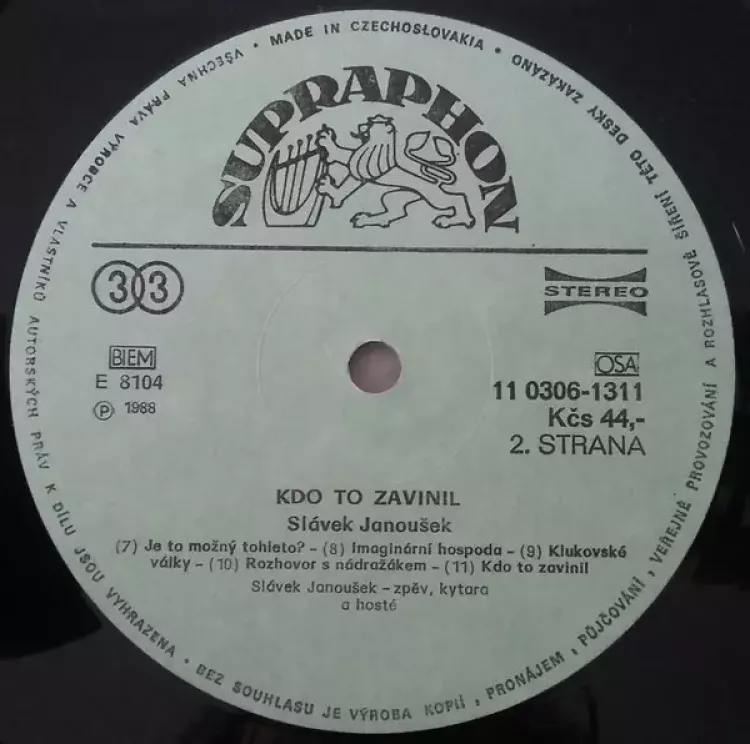 MADE IN CZECHOSLOVAKIA • VŠECHNA PRÁVA VÝROBCE A VLASTNÍKŮ AUTORSKÝCH PRÁV K DÍLU JSOU VYHRAZENA • BEZ SOUHLASU JE VÝROBA KOPIÍ, PRONÁJEM, PŮJČOVÁNÍ, VEŘEJNÉ PROVOZOVÁNÍ A ROZHLASOVÉ ŠÍŘENÍ TÉTO DESKY ZAKÁZÁNO •
SUPRAPHON
33
STEREO
BIEM
OSA
E 8104
11 0306-1311
Ⓟ 1988
Kčs 44,-
2. STRANA
KDO TO ZAVINIL
Slávek Janoušek
(7) Je to možný tohleto? – (8) Imaginární hospoda – (9) Klukovské
války – (10) Rozhovor s nádražákem – (11) Kdo to zavinil
Slávek Janoušek – zpěv, kytara
a hosté